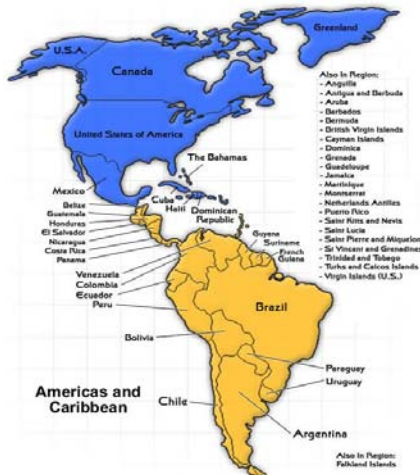 Greenland
U.S.A.
Canada
United States of America
Also In Region:
- Anguilla
- Antigua and Barbuda
- Aruba
- Barbados
- Bermuda
- British Virgin Islands
- Cayman Islands
- Dominica
- Grenada
- Guadeloupe
- Jamaica
- Martinique
- Montserrat
- Netherlands Antilles
- Puerto Rico
- Saint Kitts and Nevis
- Saint Lucia
- Saint Pierre and Miquelon
- St Vincent and Grenadines
- Trinidad and Tobago
- Turks and Caicos Islands
- Virgin Islands (U.S.)
The Bahamas
Mexico
Cuba
Haiti
Dominican
Republic
Belize
Guatemala
Honduras
El Salvador
Nicaragua
Costa Rica
Panama
Guyana
Suriname
French
Guiana
Venezuela
Colombia
Ecuador
Peru
Brazil
Bolivia
Paraguay
Uruguay
Americas and
Caribbean
Chile
Argentina
Also In Region:
Falkland Islands